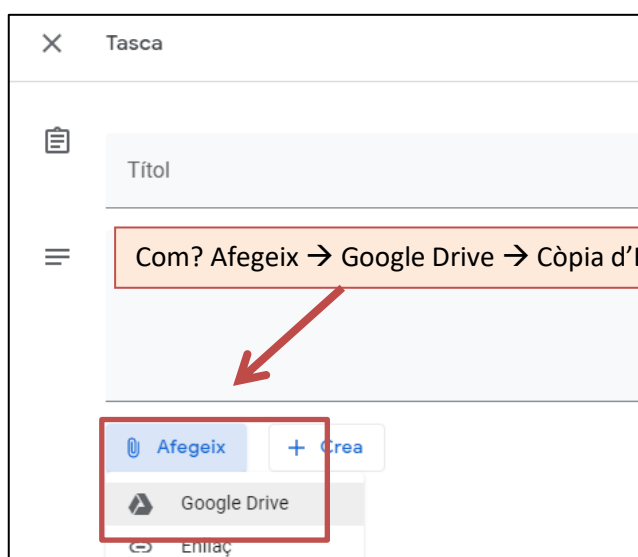 Tasca
Títol
Com? Afegeix → Google Drive → Còpia d'
Afegeix + Crea
Google Drive
Enllaç